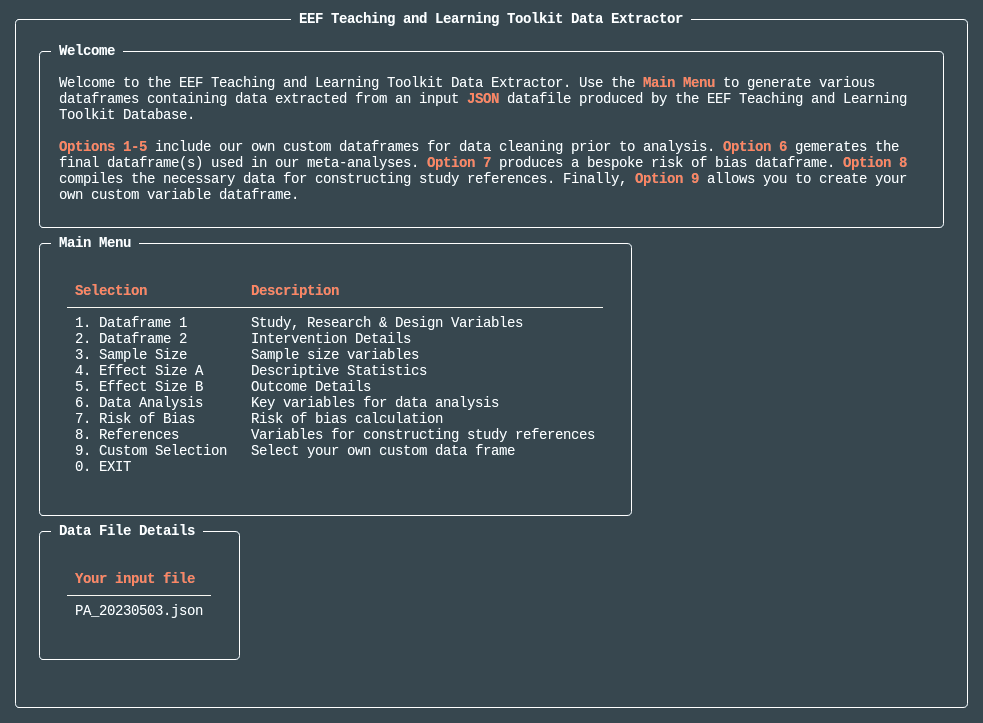 EEF Teaching and Learning Toolkit Data Extractor
Welcome
Welcome to the EEF Teaching and Learning Toolkit Data Extractor. Use the Main Menu to generate various
dataframes containing data extracted from an input JSON datafile produced by the EEF Teaching and Learning
Toolkit Database.
Options 1-5 include our own custom dataframes for data cleaning prior to analysis. Option 6 gemerates the
final dataframe(s) used in our meta-analyses. Option 7 produces a bespoke risk of bias dataframe. Option 8
compiles the necessary data for constructing study references. Finally, Option 9 allows you to create your
own custom variable dataframe.
Main Menu
Selection Description
1. Dataframe 1 Study, Research & Design Variables
2. Dataframe 2 Intervention Details
3. Sample Size Sample size variables
4. Effect Size A Descriptive Statistics
5. Effect Size B Outcome Details
6. Data Analysis Key variables for data analysis
7. Risk of Bias Risk of bias calculation
8. References Variables for constructing study references
9. Custom Selection Select your own custom data frame
0. EXIT
Data File Details
Your input file
PA_20230503.json